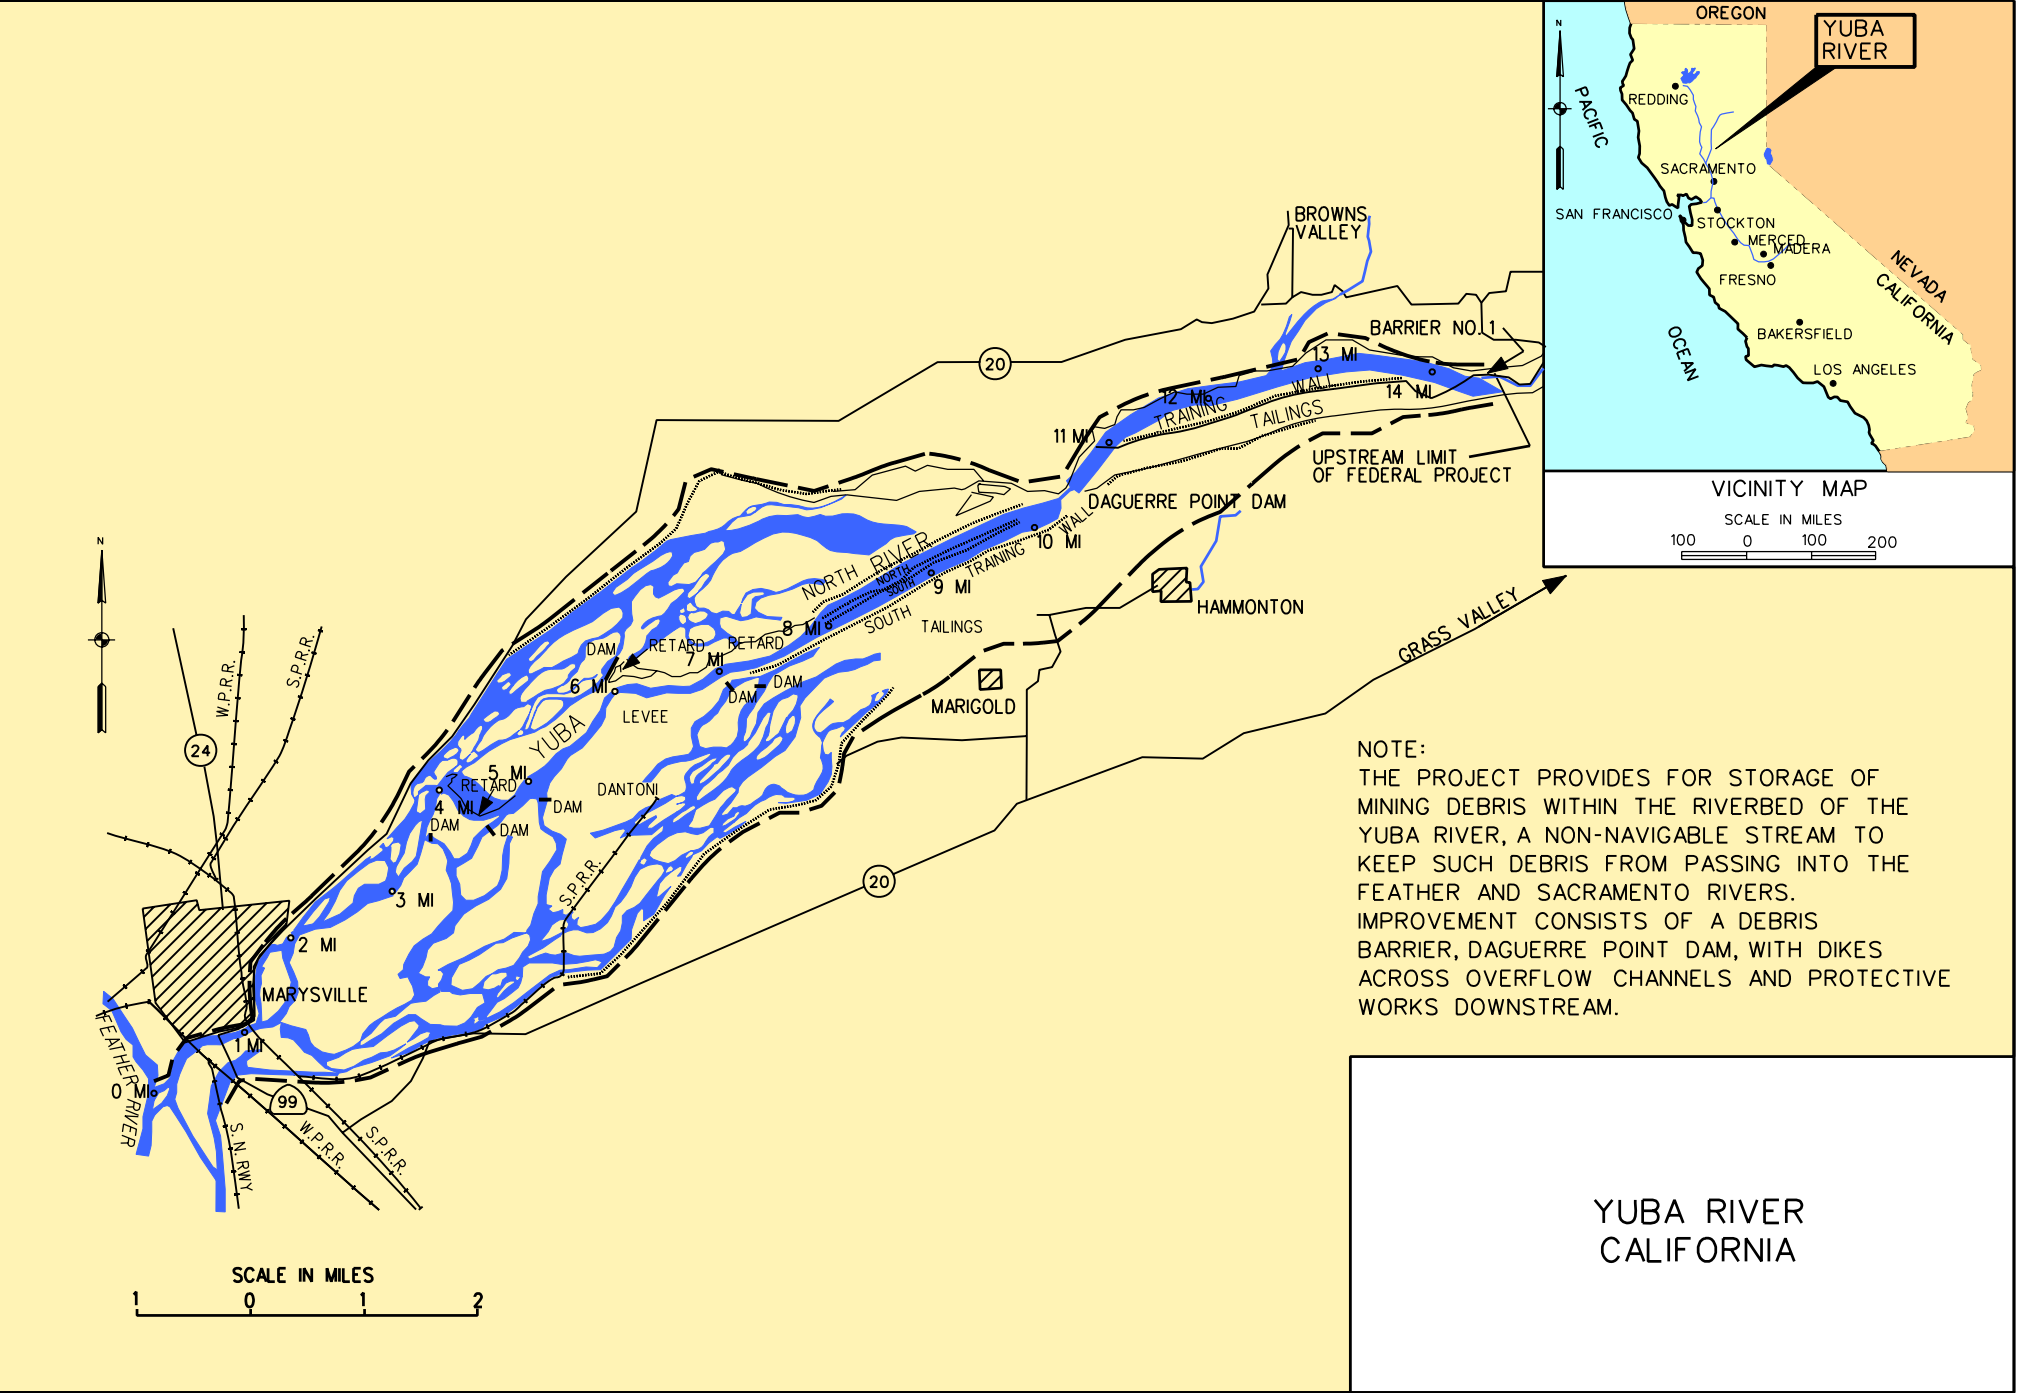 OREGON
YUBA
RIVER
N
PACIFIC
REDDING
SACRAMENTO
SAN FRANCISCO
STOCKTON
MERCED
MADERA
FRESNO
NEVADA
CALIFORNIA
BAKERSFIELD
OCEAN
LOS ANGELES
VICINITY MAP
SCALE IN MILES
100 0 100 200
BROWNS
VALLEY
BARRIER NO. 1
20
13 MI
12 MI
14 MI
WALL
TRAINING
TAILINGS
11 MI
UPSTREAM LIMIT
OF FEDERAL PROJECT
DAGUERRE POINT DAM
WALL
10 MI
NORTH RIVER
NORTH
SOUTH
TRAINING
9 MI
SOUTH
HAMMONTON
TAILINGS
8 MI
GRASS VALLEY
N
DAM
RETARD
RETARD
7 MI
6 MI
DAM
DAM
LEVEE
MARIGOLD
YUBA
W.P.R.R.
S.P.R.R.
24
5 MI
RETARD
DANTONI
4 MI
DAM
DAM
DAM
S.P.R.R.
20
3 MI
2 MI
MARYSVILLE
1 MI
FEATHER RIVER
0 MI
99
S. N. RWY
W.P.R.R.
S.P.R.R.
NOTE:
THE PROJECT PROVIDES FOR STORAGE OF
MINING DEBRIS WITHIN THE RIVERBED OF THE
YUBA RIVER, A NON-NAVIGABLE STREAM TO
KEEP SUCH DEBRIS FROM PASSING INTO THE
FEATHER AND SACRAMENTO RIVERS.
IMPROVEMENT CONSISTS OF A DEBRIS
BARRIER, DAGUERRE POINT DAM, WITH DIKES
ACROSS OVERFLOW CHANNELS AND PROTECTIVE
WORKS DOWNSTREAM.
YUBA RIVER
CALIFORNIA
SCALE IN MILES
1 0 1 2